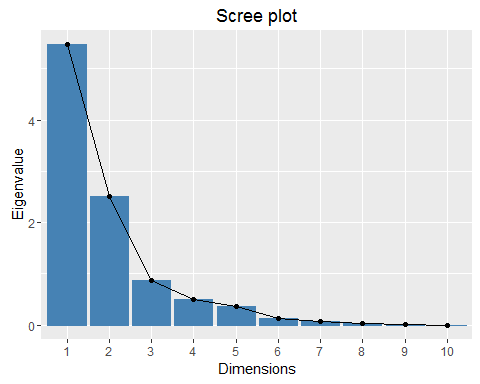 Scree plot
Eigenvalue
4
2
0
1 2 3 4 5 6 7 8 9 10
Dimensions